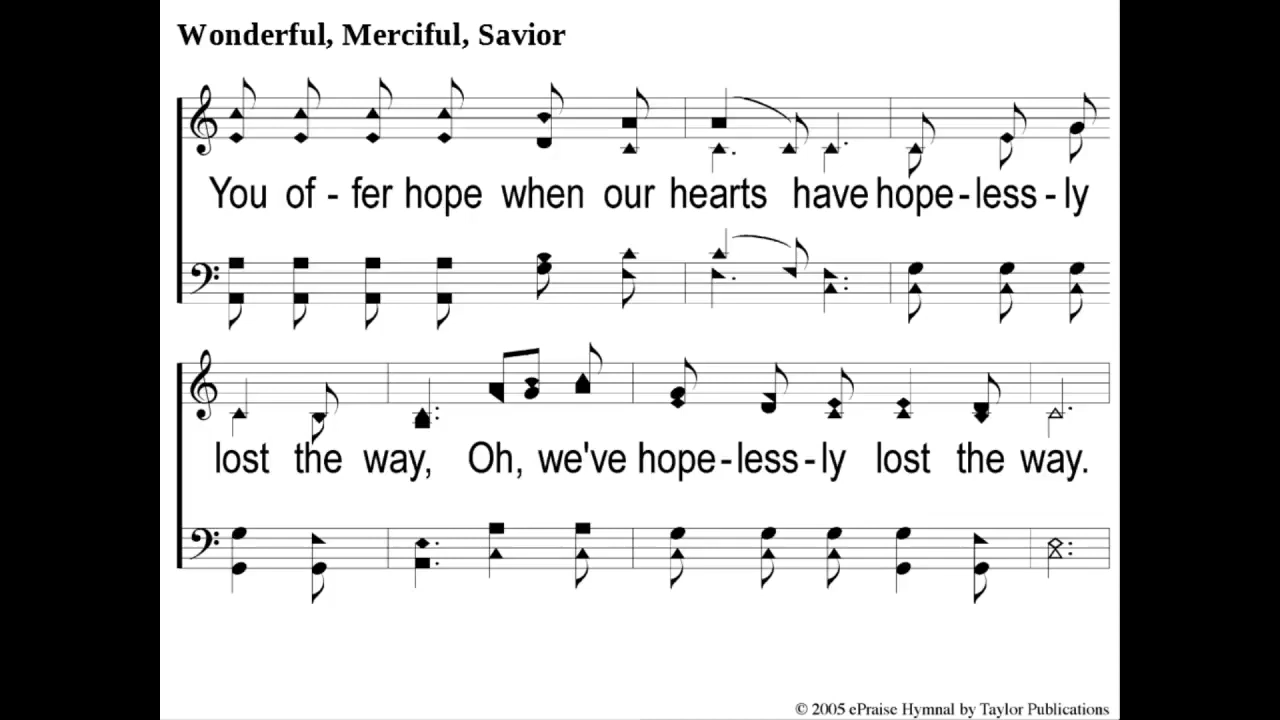 Wonderful, Merciful, Savior
You of - fer hope when our hearts have hope - less - ly
lost the way, Oh, we've hope - less - ly lost the way.
© 2005 ePraise Hymnal by Taylor Publications